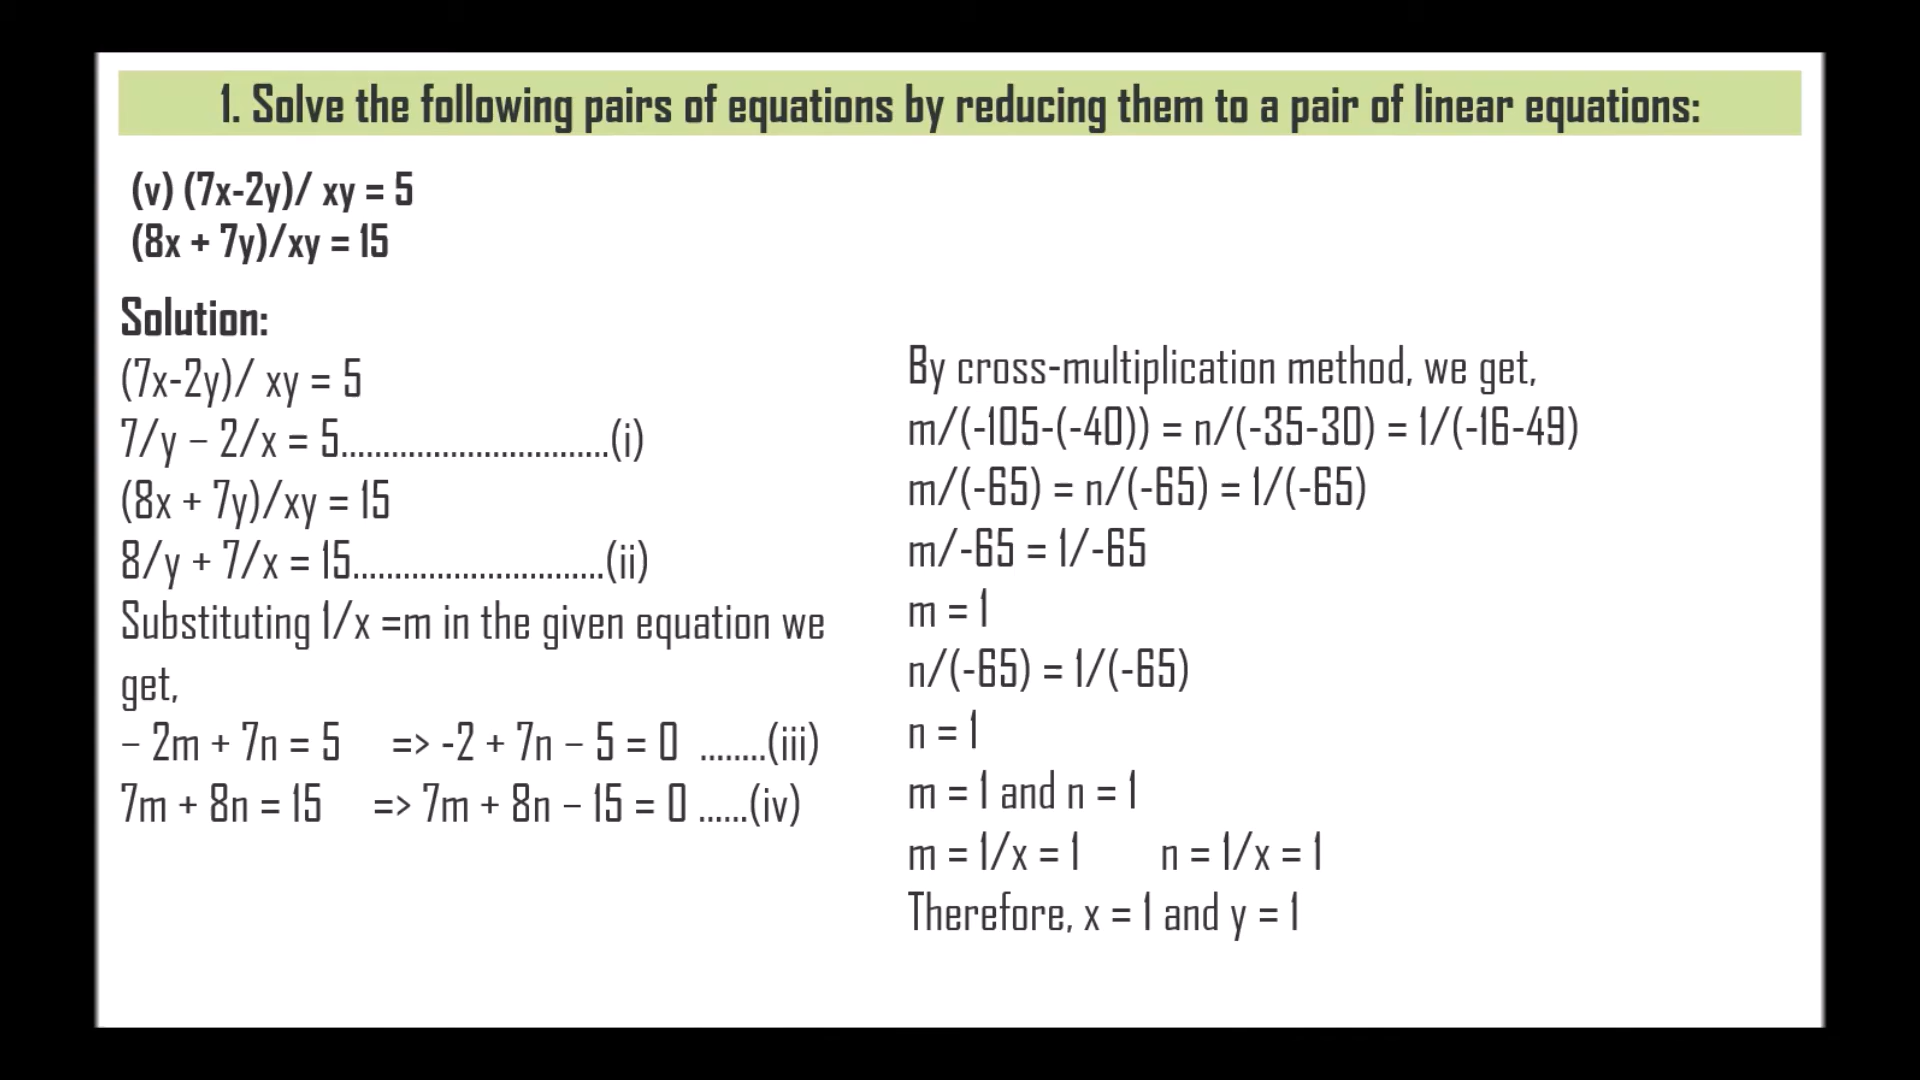 1. Solve the following pairs of equations by reducing them to a pair of linear equations:
(v) (7x-2y)/ xy = 5
(8x + 7y)/xy = 15
Solution:
(7x-2y)/ xy = 5
7/y – 2/x = 5................................(i)
(8x + 7y)/xy = 15
8/y + 7/x = 15..............................(ii)
Substituting 1/x =m in the given equation we
get,
– 2m + 7n = 5 => -2 + 7n – 5 = 0 ........(iii)
7m + 8n = 15 => 7m + 8n – 15 = 0 ......(iv)
By cross-multiplication method, we get,
m/(-105-(-40)) = n/(-35-30) = 1/(-16-49)
m/(-65) = n/(-65) = 1/(-65)
m/-65 = 1/-65
m = 1
n/(-65) = 1/(-65)
n = 1
m = 1 and n = 1
m = 1/x = 1 n = 1/x = 1
Therefore, x = 1 and y = 1